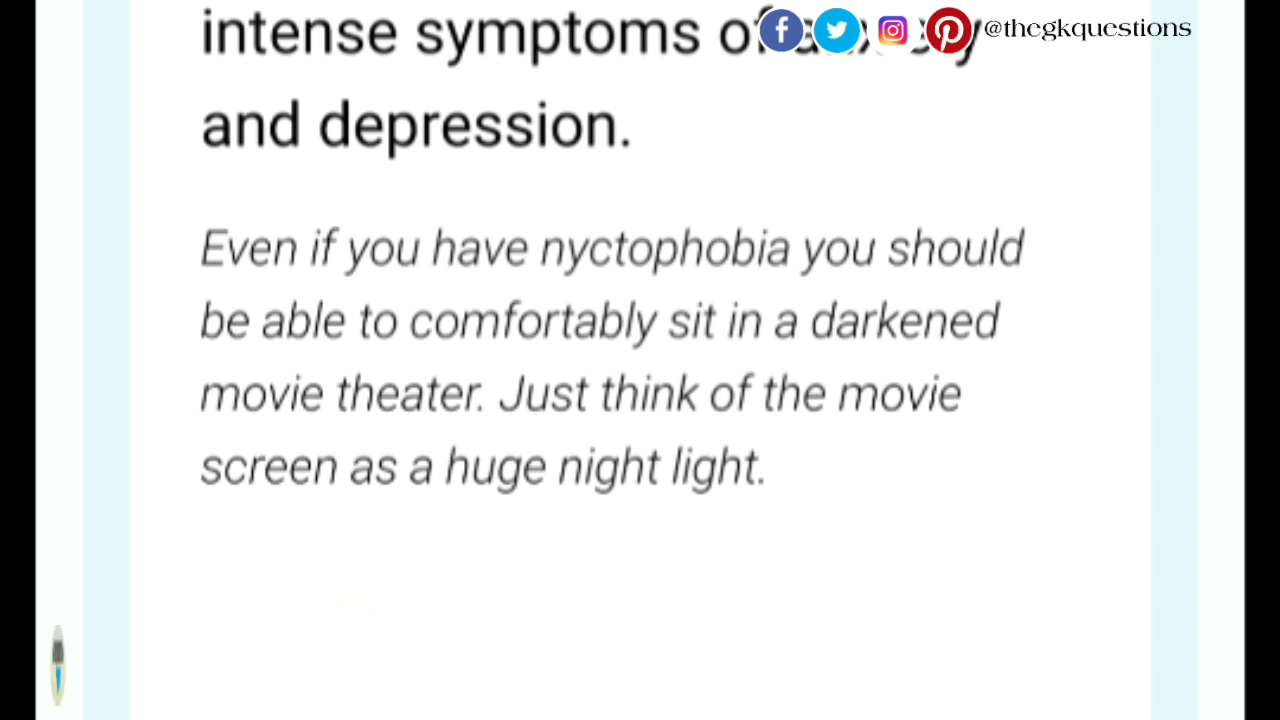 intense symptoms of
@thegkquestions
and depression.
Even if you have nyctophobia you should
be able to comfortably sit in a darkened
movie theater. Just think of the movie
screen as a huge night light.